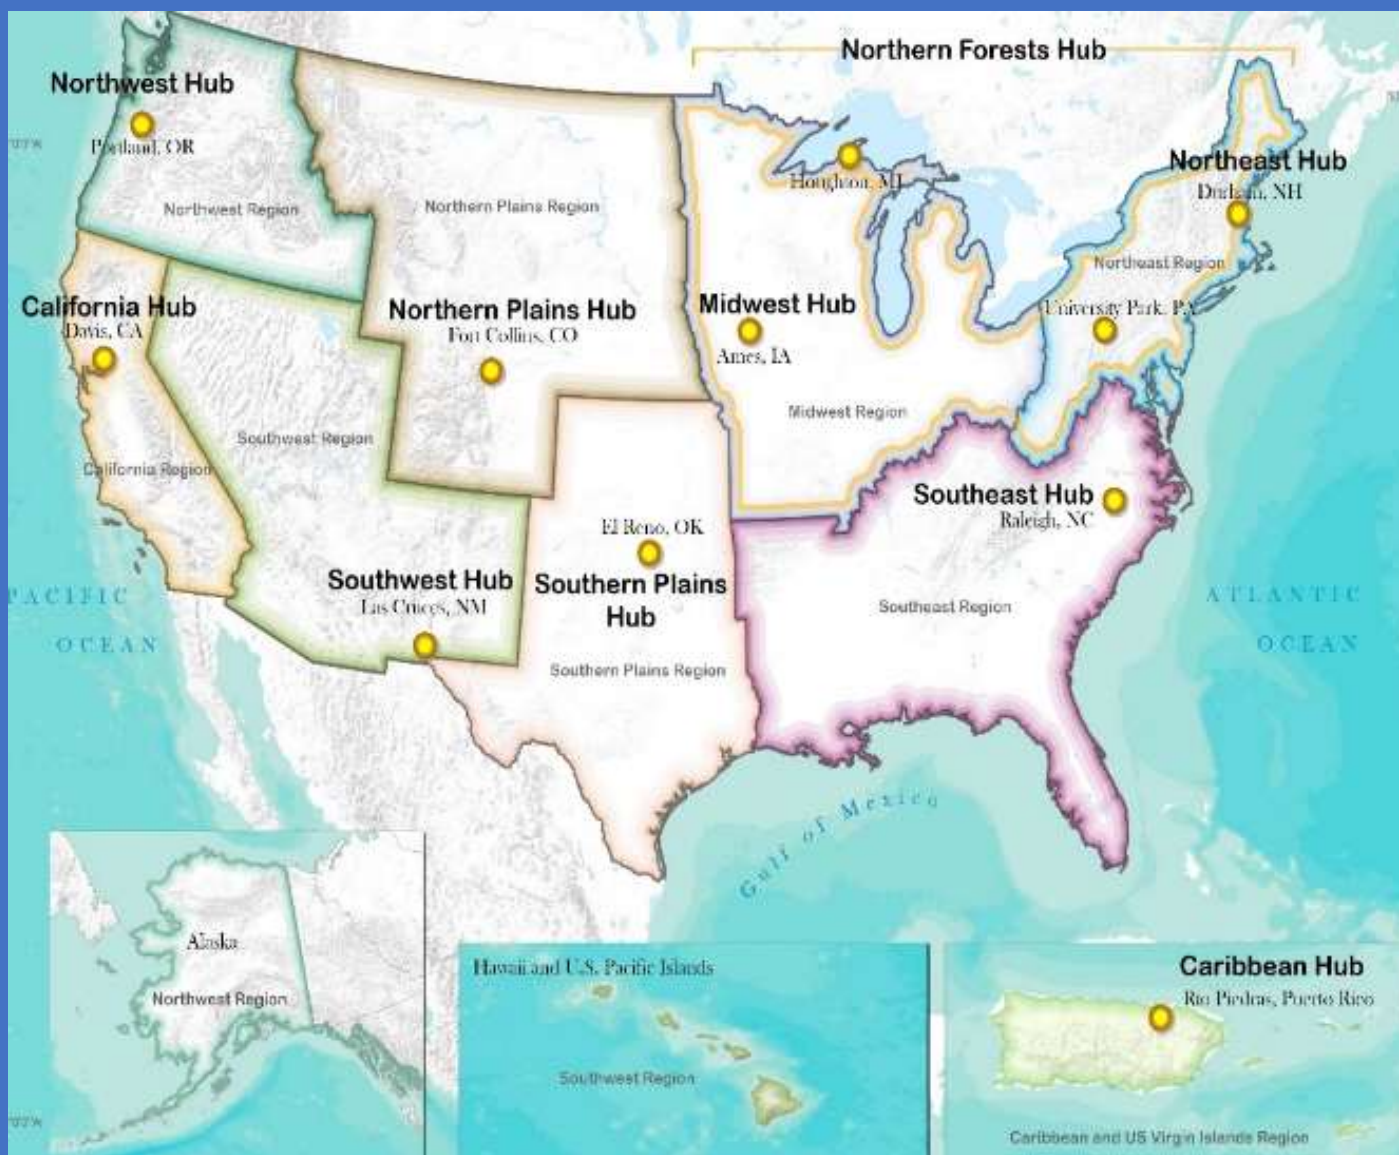 Northern Forests Hub
Northwest Hub
Portland, OR
Northwest Region
Northern Plains Region
Houghton, MI
Northeast Hub
Durham, NH
Northeast Region
California Hub
Davis, CA
Northern Plains Hub
Fort Collins, CO
Midwest Hub
Ames, IA
University Park, PA
Midwest Region
Southwest Region
California Region
Southeast Hub
Raleigh, NC
El Reno, OK
Southwest Hub
Las Cruces, NM
Southern Plains
Hub
Southeast Region
Southern Plains Region
PACIFIC
OCEAN
ATLANTIC
OCEAN
Gulf of Mexico
Alaska
Northwest Region
Hawaii and U.S. Pacific Islands
Southwest Region
Caribbean Hub
Rio Piedras, Puerto Rico
Caribbean and US Virgin Islands Region